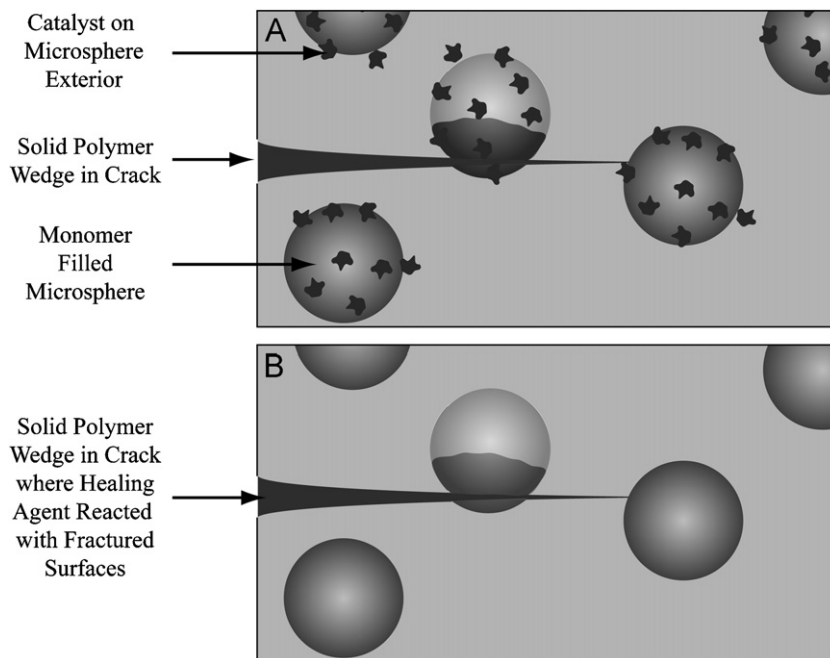 Catalyst on
Microsphere
Exterior
A
Solid Polymer
Wedge in Crack
Monomer
Filled
Microsphere
B
Solid Polymer
Wedge in Crack
where Healing
Agent Reacted
with Fractured
Surfaces